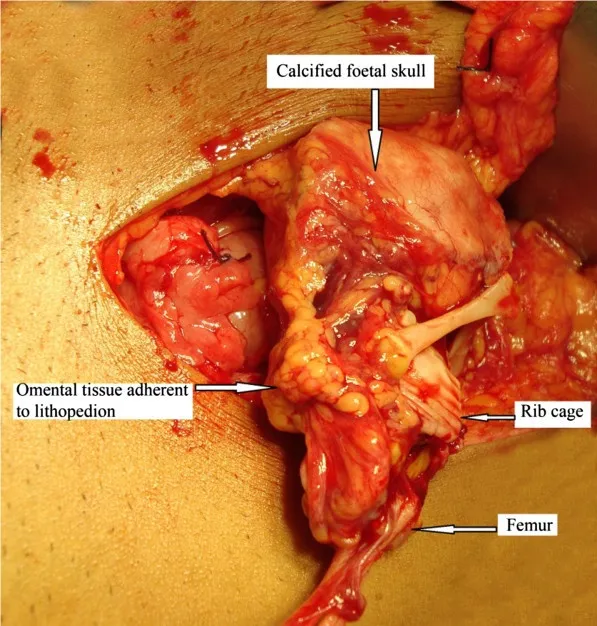 Calcified foetal skull
Omental tissue adherent
to lithopedion
Rib cage
Femur